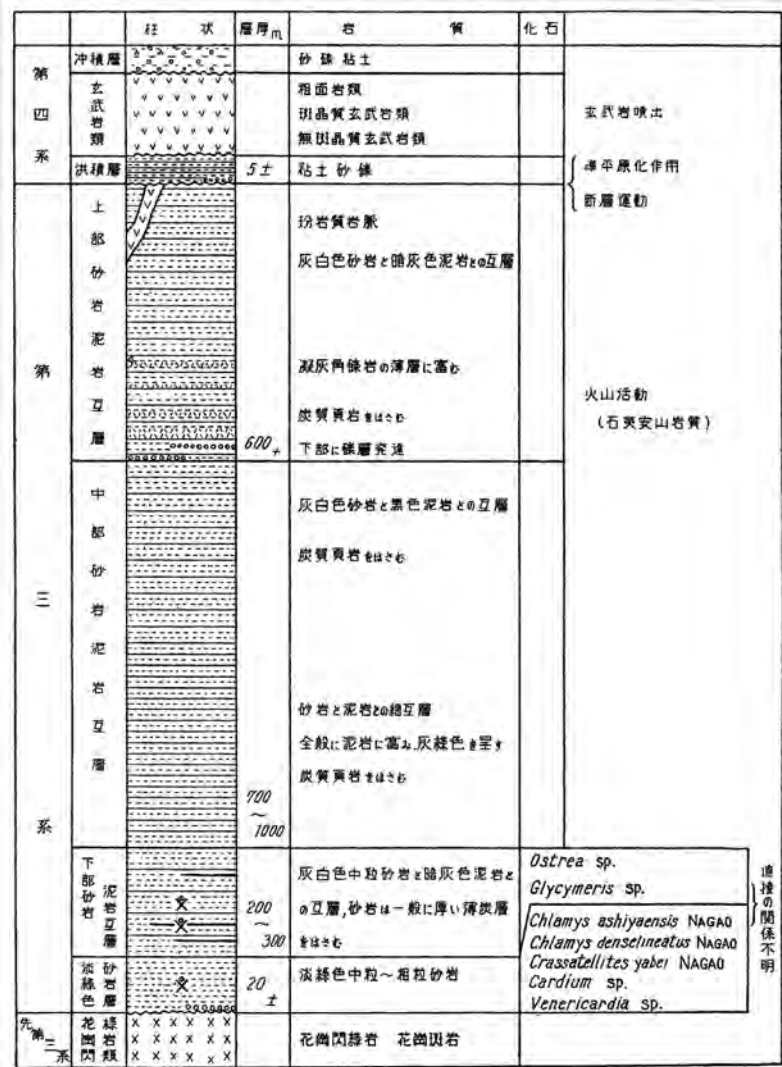 柱状 層厚m 岩質 化石
第四系
冲積層 砂礫粘土
玄武岩類 粗面岩類
斑晶質玄武岩類
無斑晶質玄武岩類
玄武岩噴出
洪積層 5± 粘土砂礫
準平原化作用
断層運動
第三系
上部砂岩泥岩互層 600+
玢岩質岩脈
灰白色砂岩と暗灰色泥岩との互層
凝灰角礫岩の薄層に富む
炭質頁岩をはさむ
下部に礫層発達
火山活動
(石英安山岩質)
中部砂岩泥岩互層 700~1000
灰白色砂岩と黒色泥岩との互層
炭質頁岩をはさむ
砂岩と泥岩との細互層
全般に泥岩に富み、灰緑色を呈す
炭質頁岩をはさむ
下部砂岩泥岩互層 200~300
灰白色中粒砂岩と暗灰色泥岩と
の互層,砂岩は一般に厚い薄炭層
をはさむ
淡緑色砂岩層 20±
淡緑色中粒~粗粒砂岩
Ostrea sp.
Glycymeris sp.
Chlamys ashiyaensis NAGAO
Chlamys denselineatus NAGAO
Crassatellites yabei NAGAO
Cardium sp.
Venericardia sp.
直接の関係不明
先第三系
花崗閃緑岩類
花崗閃緑岩 花崗斑岩